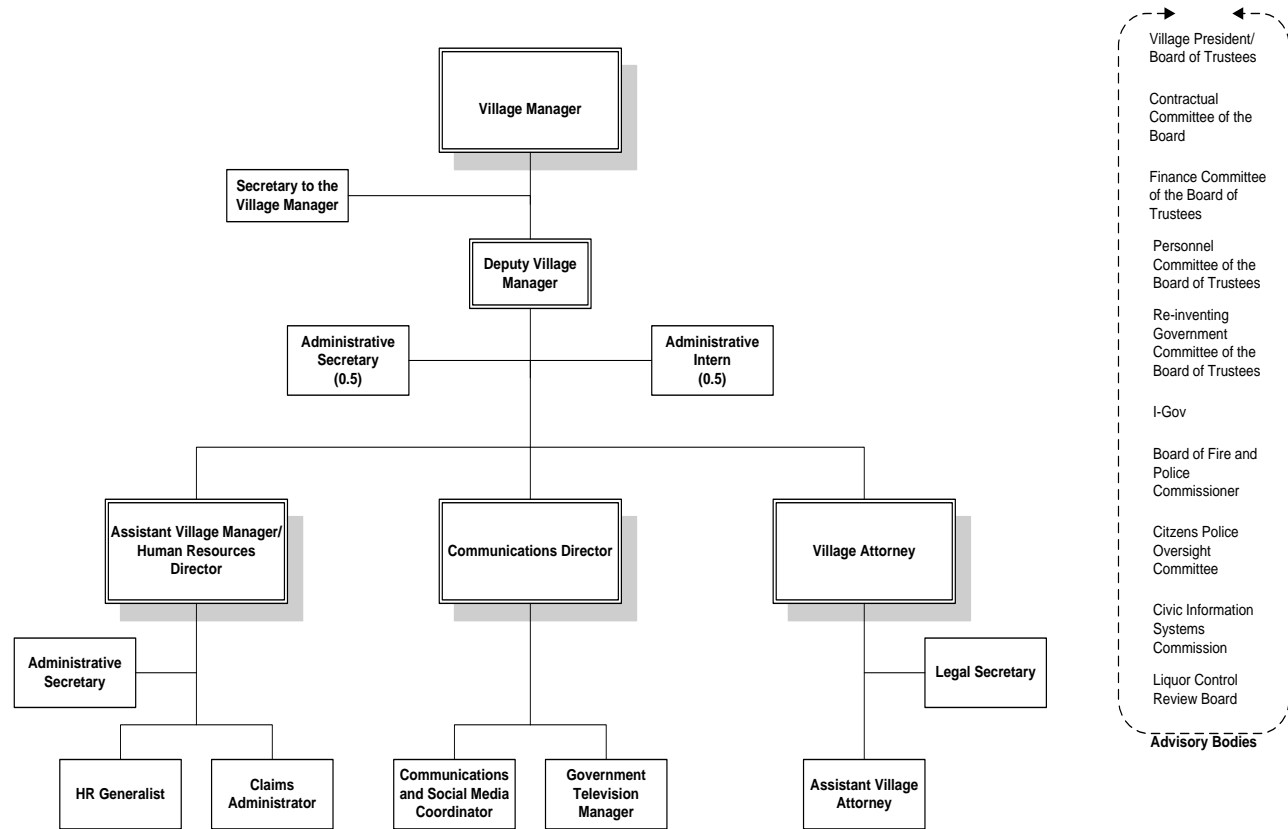 Village Manager
Secretary to the
Village Manager
Deputy Village
Manager
Administrative
Secretary
(0.5)
Administrative
Intern
(0.5)
Assistant Village Manager/
Human Resources
Director
Communications Director
Village Attorney
Administrative
Secretary
Legal Secretary
HR Generalist
Claims
Administrator
Communications
and Social Media
Coordinator
Government
Television
Manager
Assistant Village
Attorney
Village President/
Board of Trustees
Contractual
Committee of the
Board
Finance Committee
of the Board of
Trustees
Personnel
Committee of the
Board of Trustees
Re-inventing
Government
Committee of the
Board of Trustees
I-Gov
Board of Fire and
Police
Commissioner
Citzens Police
Oversight
Committee
Civic Information
Systems
Commission
Liquor Control
Review Board
Advisory Bodies